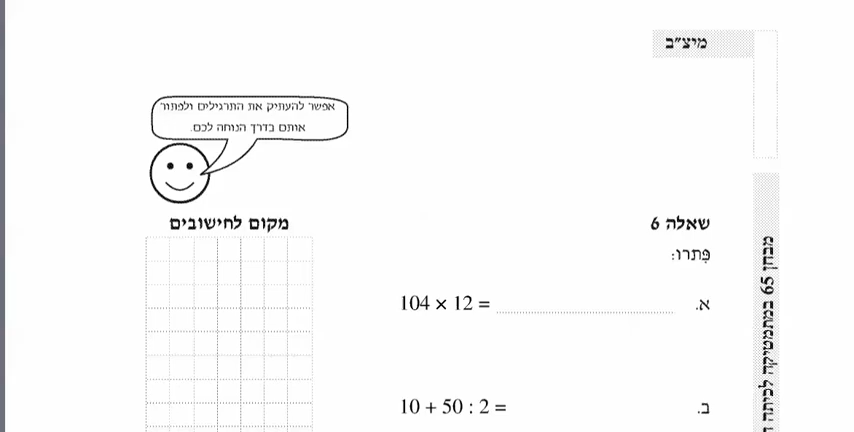 מיצ"ב
אפשר להעתיק את התרגילים ולפתור
אותם בדרך הנוחה לכם.
שאלה 6
פִּתרו:
מקום לחישובים
א. 104 × 12 =
ב. 10 + 50 : 2 =
מבחן 65 במתמטיקה לכיתה